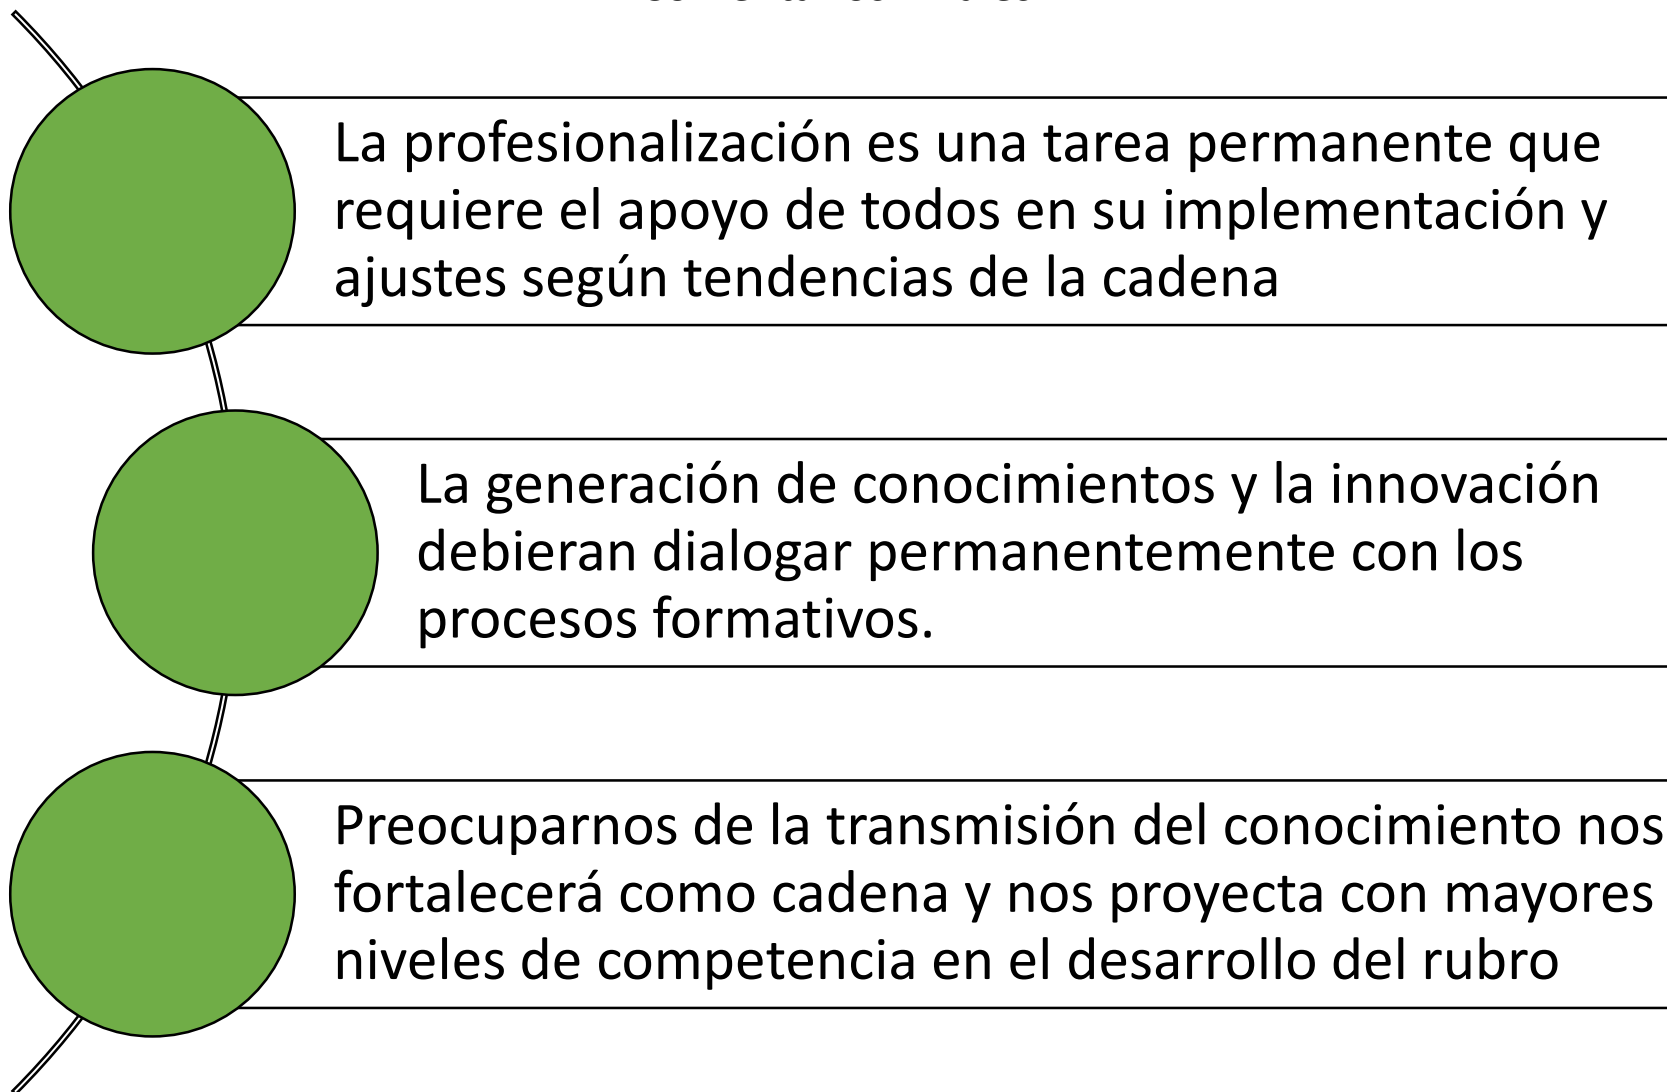 La profesionalización es una tarea permanente que
requiere el apoyo de todos en su implementación y
ajustes según tendencias de la cadena
La generación de conocimientos y la innovación
debieran dialogar permanentemente con los
procesos formativos.
Preocuparnos de la transmisión del conocimiento nos
fortalecerá como cadena y nos proyecta con mayores
niveles de competencia en el desarrollo del rubro